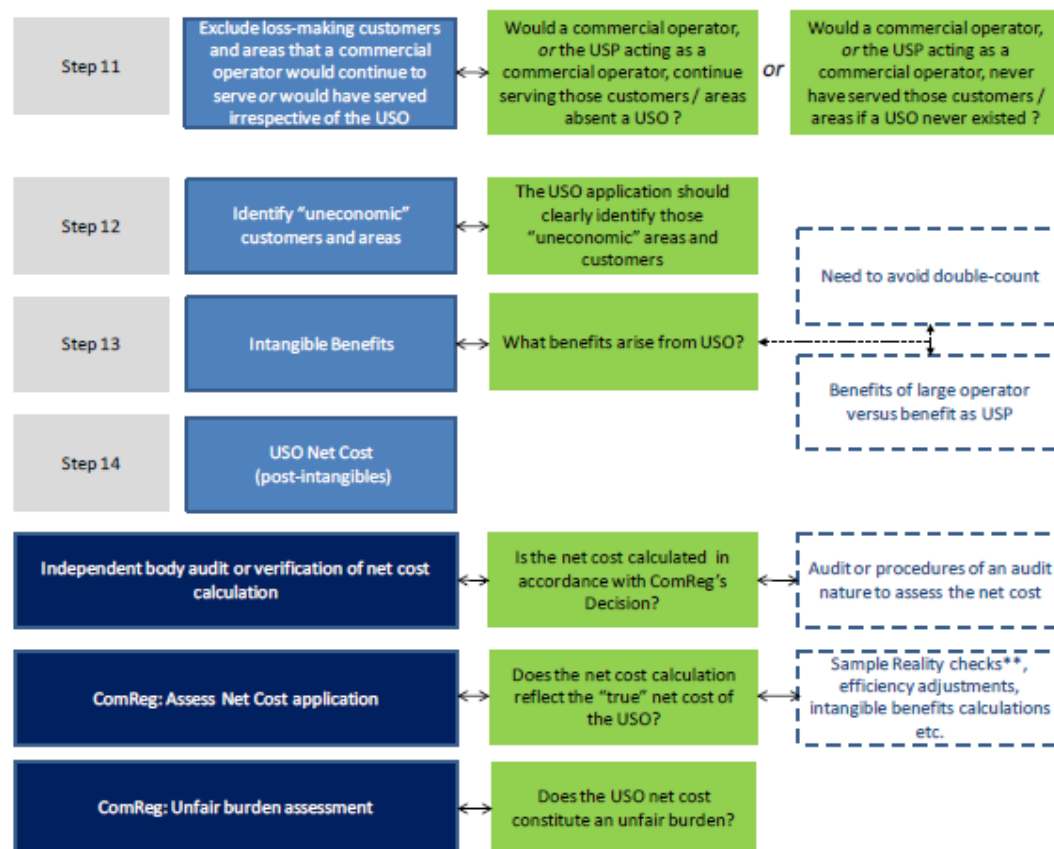 Step 11
Exclude loss-making customers
and areas that a commercial
operator would continue to
serve or would have served
irrespective of the USO
Would a commercial operator,
or the USP acting as a
commercial operator, continue
serving those customers / areas
absent a USO ?
or
Would a commercial operator,
or the USP acting as a
commercial operator, never
have served those customers /
areas if a USO never existed ?
Step 12
Identify “uneconomic”
customers and areas
The USO application should
clearly identify those
“uneconomic” areas and
customers
Need to avoid double-count
Step 13
Intangible Benefits
What benefits arise from USO?
Benefits of large operator
versus benefit as USP
Step 14
USO Net Cost
(post-intangibles)
Independent body audit or verification of net cost
calculation
Is the net cost calculated in
accordance with ComReg’s
Decision?
Audit or procedures of an audit
nature to assess the net cost
ComReg: Assess Net Cost application
Does the net cost calculation
reflect the “true” net cost of
the USO?
Sample Reality checks**,
efficiency adjustments,
intangible benefits calculations
etc.
ComReg: Unfair burden assessment
Does the USO net cost
constitute an unfair burden?